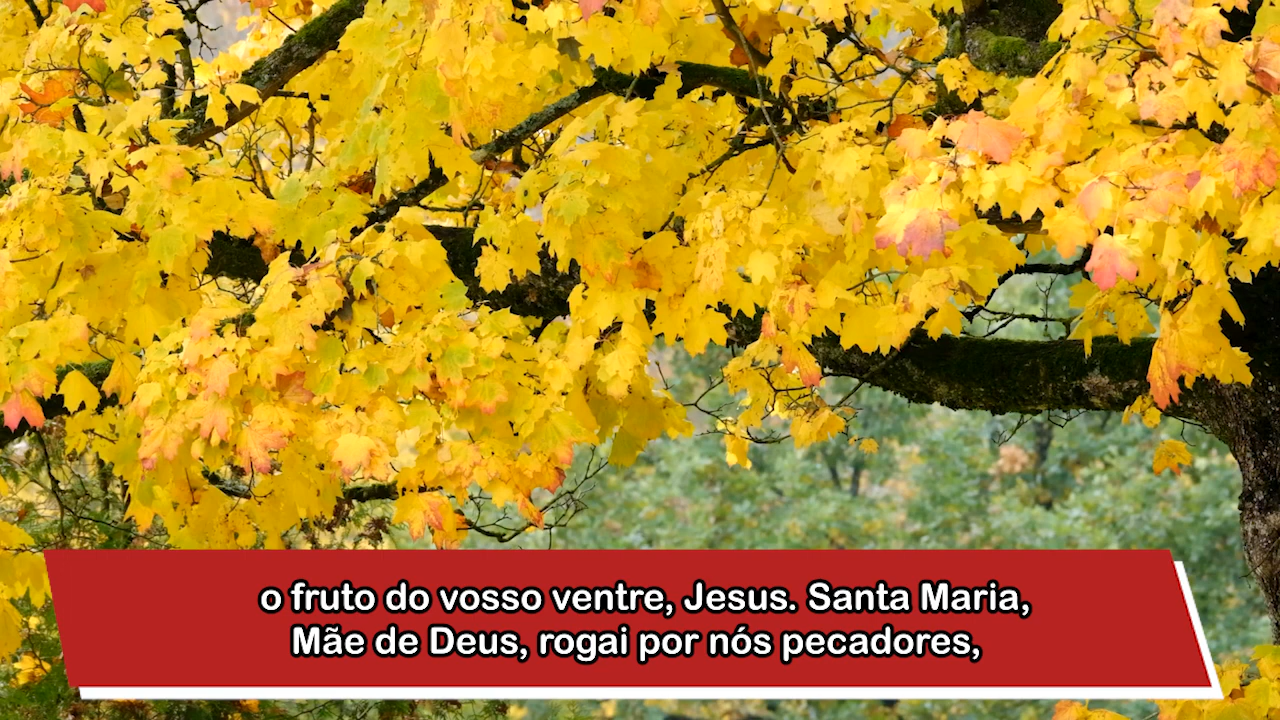 o fruto do vosso ventre, Jesus. Santa Maria,
Mãe de Deus, rogai por nós pecadores,